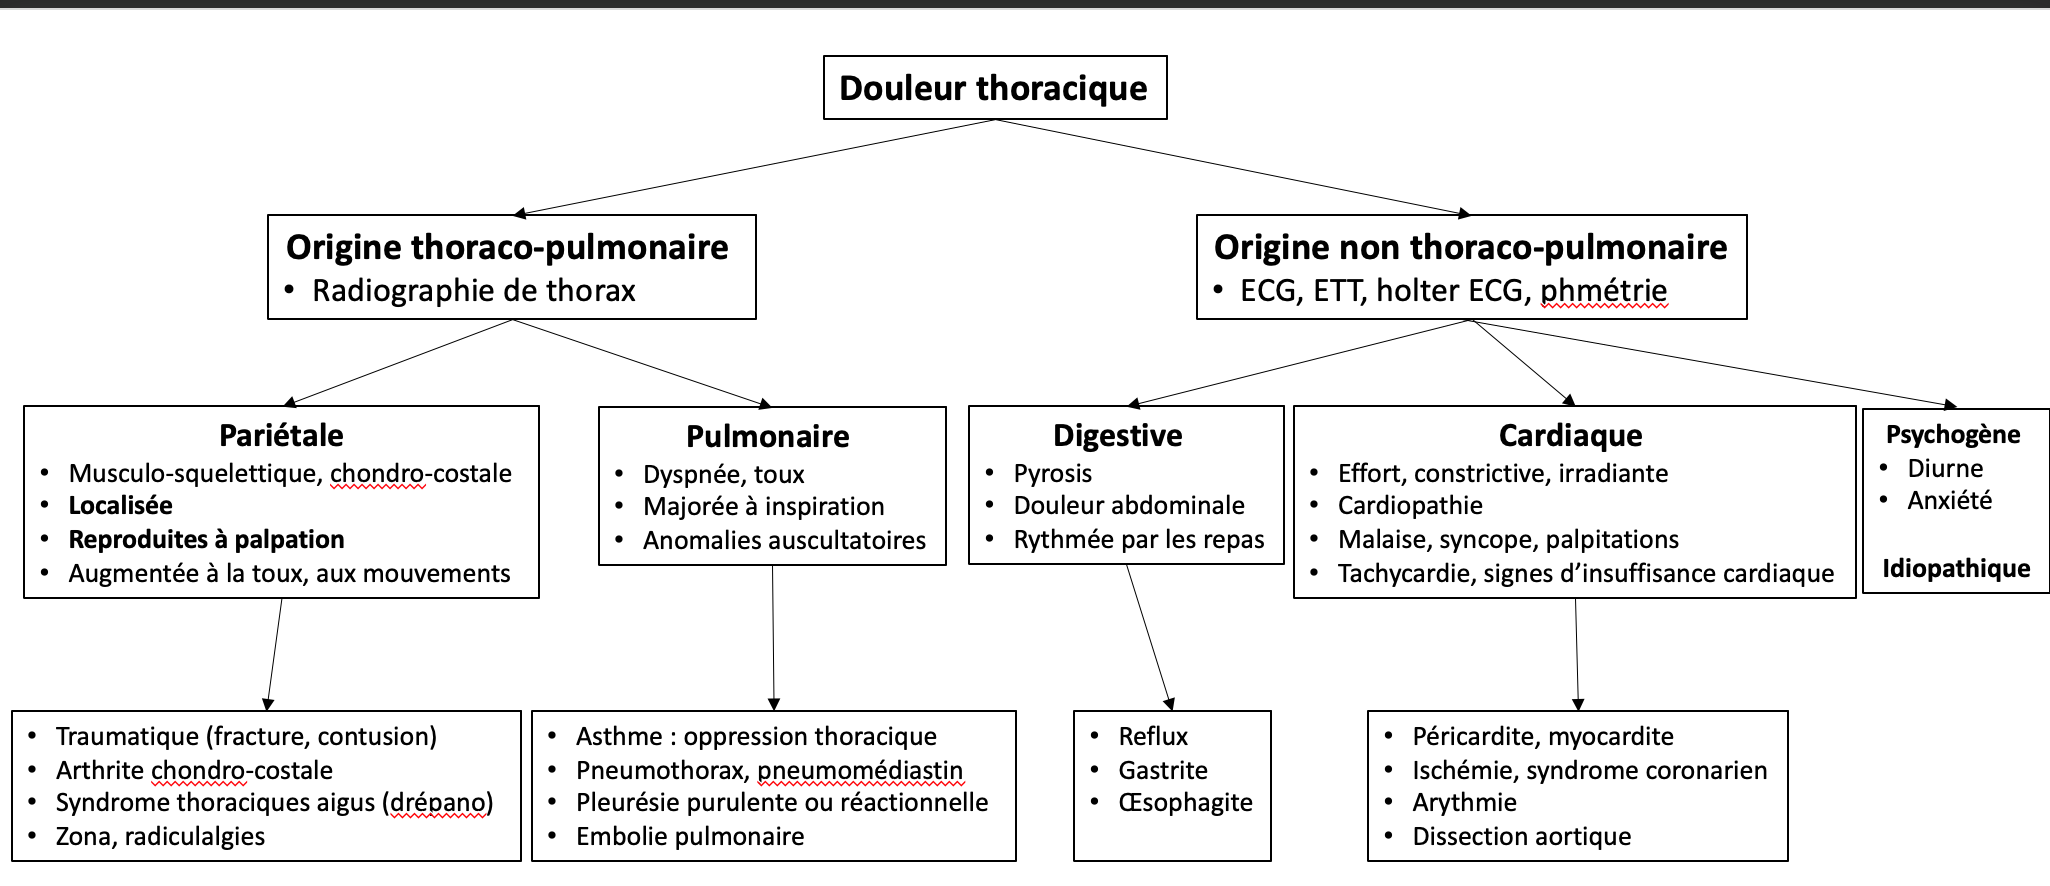 Douleur thoracique
Origine thoraco-pulmonaire
• Radiographie de thorax
Origine non thoraco-pulmonaire
• ECG, ETT, holter ECG, phmétrie
Pariétale
• Musculo-squelettique, chondro-costale
• Localisée
• Reproduites à palpation
• Augmentée à la toux, aux mouvements
Pulmonaire
• Dyspnée, toux
• Majorée à inspiration
• Anomalies auscultatoires
Digestive
• Pyrosis
• Douleur abdominale
• Rythmée par les repas
Cardiaque
• Effort, constrictive, irradiante
• Cardiopathie
• Malaise, syncope, palpitations
• Tachycardie, signes d’insuffisance cardiaque
Psychogène
• Diurne
• Anxiété
Idiopathique
• Traumatique (fracture, contusion)
• Arthrite chondro-costale
• Syndrome thoraciques aigus (drépano)
• Zona, radiculalgies
• Asthme : oppression thoracique
• Pneumothorax, pneumomédiastin
• Pleurésie purulente ou réactionnelle
• Embolie pulmonaire
• Reflux
• Gastrite
• Œsophagite
• Péricardite, myocardite
• Ischémie, syndrome coronarien
• Arythmie
• Dissection aortique